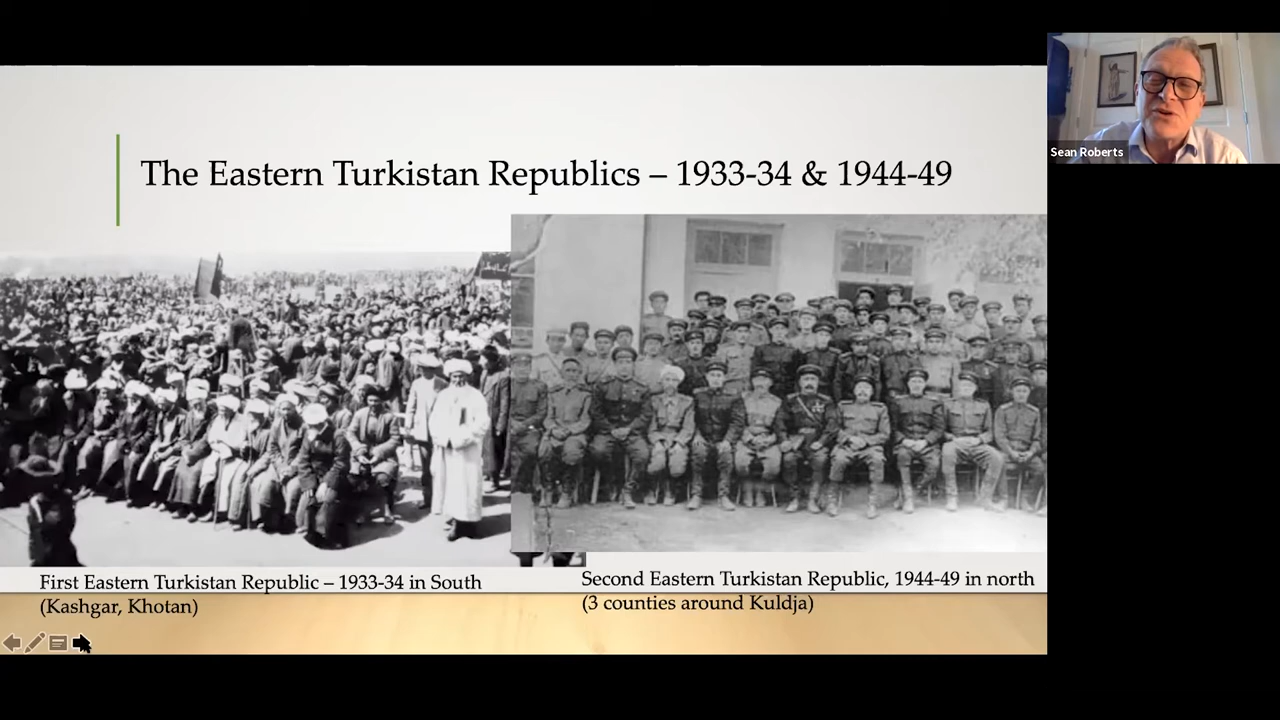 The Eastern Turkistan Republics – 1933-34 & 1944-49
Sean Roberts
First Eastern Turkistan Republic – 1933-34 in South
(Kashgar, Khotan)
Second Eastern Turkistan Republic, 1944-49 in north
(3 counties around Kuldja)